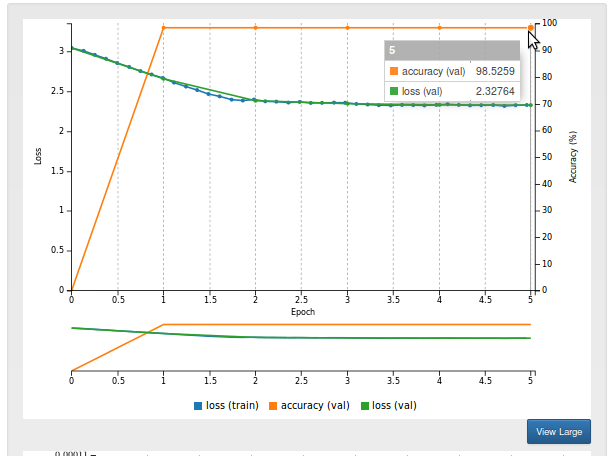 100
3
90
5
accuracy (val) 98.5259
80
2.5
loss (val) 2.32764
70
2
60
1.5
50
Loss
Accuracy (%)
40
1
30
20
0.5
10
0
0
0 0.5 1 1.5 2 2.5 3 3.5 4 4.5 5
Epoch
0 0.5 1 1.5 2 2.5 3 3.5 4 4.5 5
loss (train) accuracy (val) loss (val)
View Large